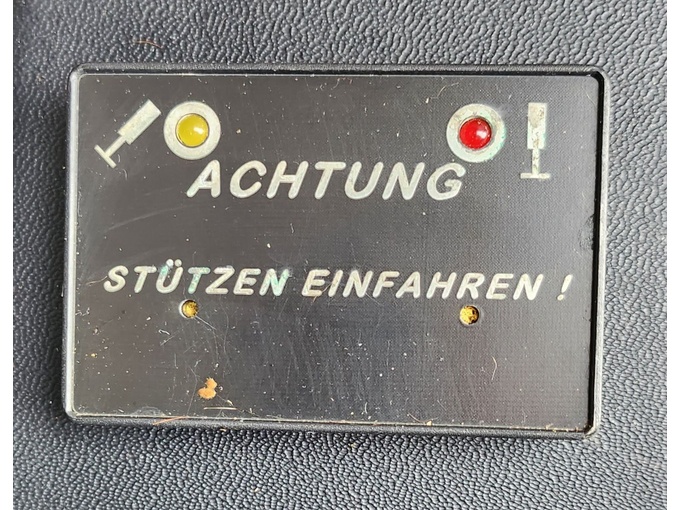 ACHTUNG
STÜTZEN EINFAHREN !